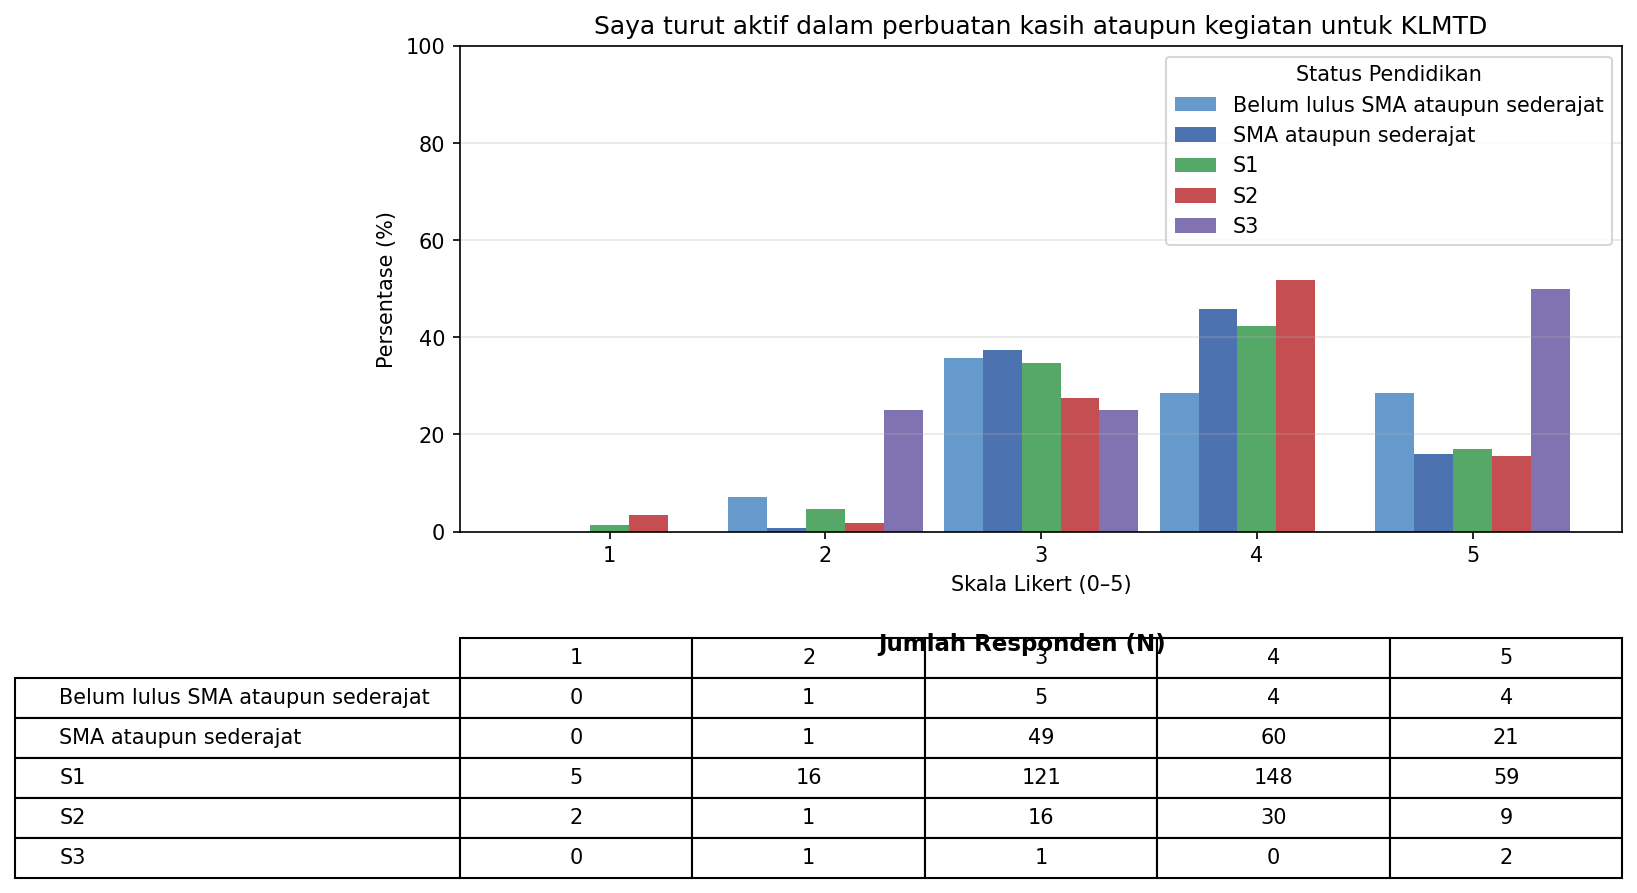 Saya turut aktif dalam perbuatan kasih ataupun kegiatan untuk KLMTD
100
80
60
40
20
0
Persentase (%)
Status Pendidikan
Belum lulus SMA ataupun sederajat
SMA ataupun sederajat
S1
S2
S3
1 2 3 4 5
Skala Likert (0–5)
Jumlah Responden (N)
1 2 3 4 5
Belum lulus SMA ataupun sederajat 0 1 5 4 4
SMA ataupun sederajat 0 1 49 60 21
S1 5 16 121 148 59
S2 2 1 16 30 9
S3 0 1 1 0 2